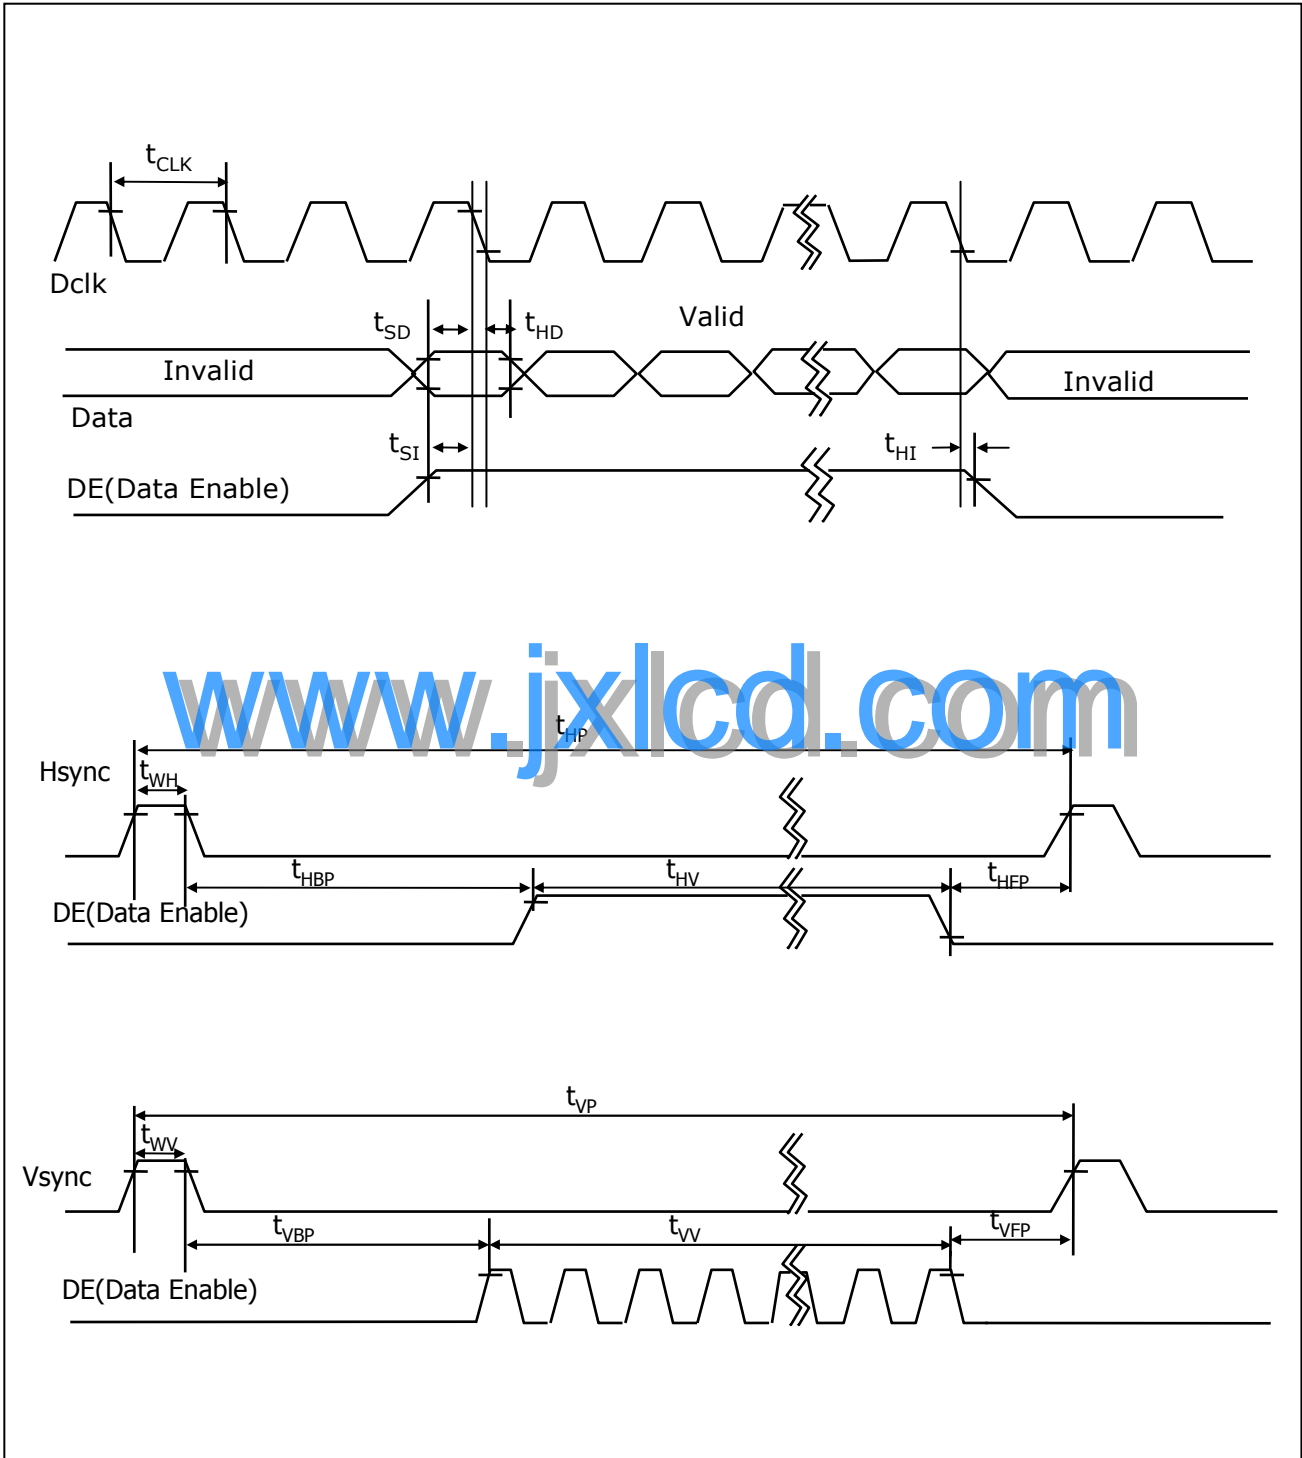 tCLK
Dclk
tSD
tHD
Valid
Invalid
Invalid
Data
tSI
tHI
DE(Data Enable)
www.jxlcd.com
tHP
Hsync
tWH
tHBP
tHV
tHFP
DE(Data Enable)
tVP
tWV
Vsync
tVBP
tVV
tVFP
DE(Data Enable)